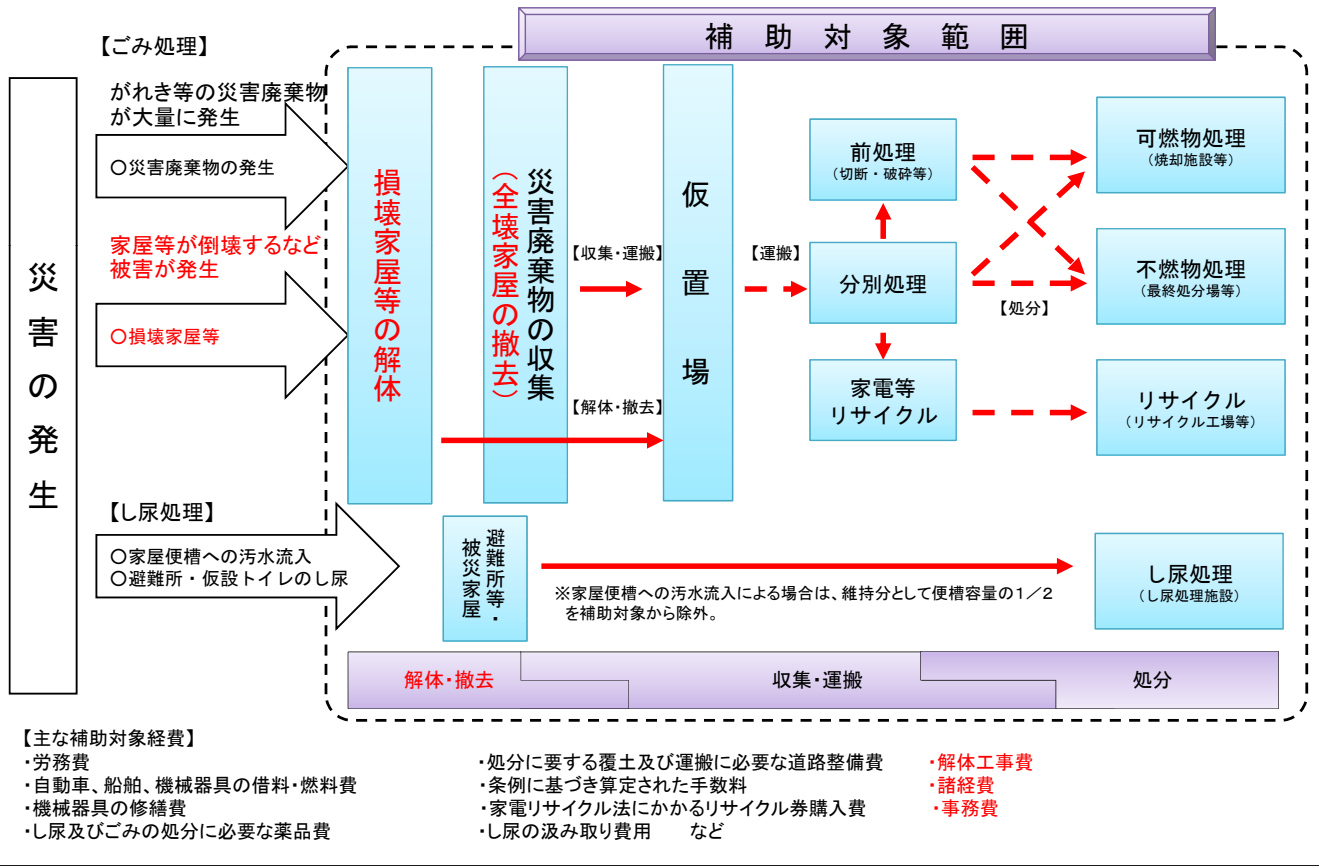 補助対象範囲
【ごみ処理】
がれき等の災害廃棄物
が大量に発生
○災害廃棄物の発生
家屋等が倒壊するなど
被害が発生
○損壊家屋等
災害の発生
損壊家屋等の解体
災害廃棄物の収集
（全壊家屋の撤去）
【収集・運搬】
【解体・撤去】
仮置場
【運搬】
前処理
（切断・破砕等）
分別処理
家電等
リサイクル
【処分】
可燃物処理
（焼却施設等）
不燃物処理
（最終処分場等）
リサイクル
（リサイクル工場等）
【し尿処理】
○家屋便槽への汚水流入
○避難所・仮設トイレのし尿
避難所等・
被災家屋
※家屋便槽への汚水流入による場合は、維持分として便槽容量の１／２
を補助対象から除外。
し尿処理
（し尿処理施設）
解体・撤去
収集・運搬
処分
【主な補助対象経費】
・労務費
・自動車、船舶、機械器具の借料・燃料費
・機械器具の修繕費
・し尿及びごみの処分に必要な薬品費
・処分に要する覆土及び運搬に必要な道路整備費
・条例に基づき算定された手数料
・家電リサイクル法にかかるリサイクル券購入費
・し尿の汲み取り費用　　など
・解体工事費
・諸経費
・事務費